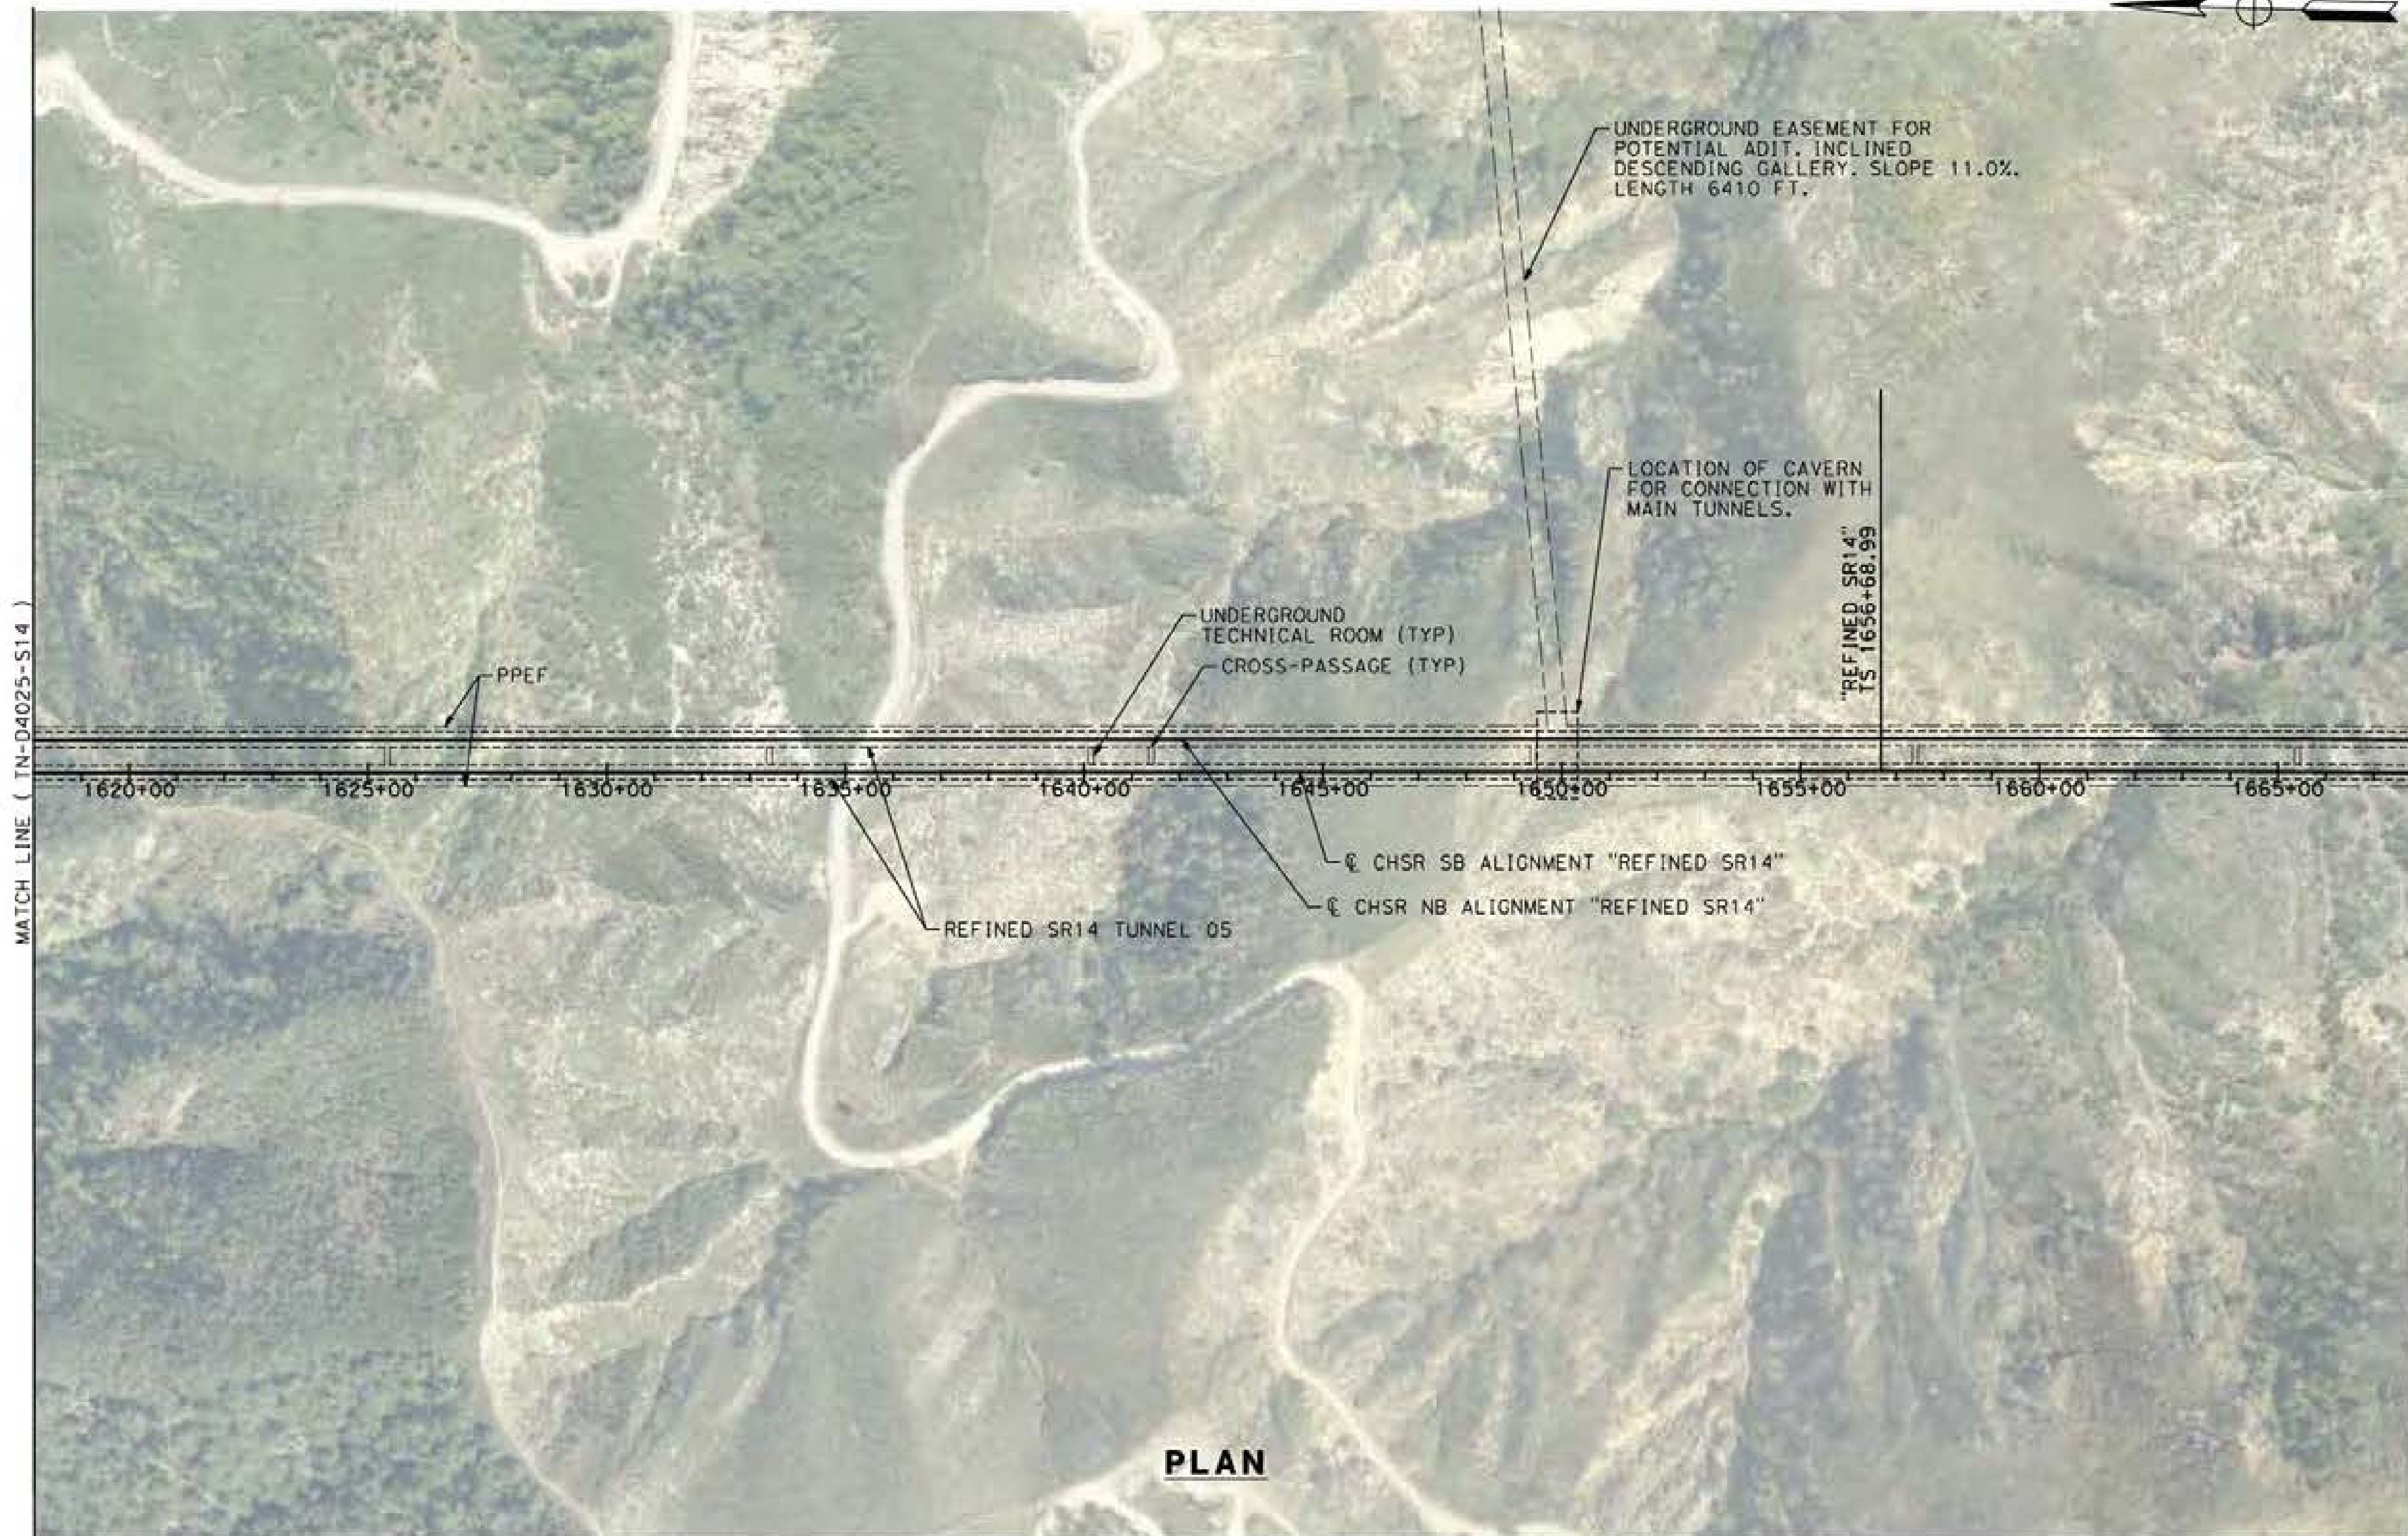 UNDERGROUND EASEMENT FOR
POTENTIAL ADIT. INCLINED
DESCENDING GALLERY. SLOPE 11.0%.
LENGTH 6410 FT.
LOCATION OF CAVERN
FOR CONNECTION WITH
MAIN TUNNELS.
"REFINED SR14"
TS 1656+68.99
UNDERGROUND
TECHNICAL ROOM (TYP)
CROSS-PASSAGE (TYP)
PPEF
MATCH LINE ( TN-D4025-S14 )
1620+00 1625+00 1630+00 1635+00 1640+00 1645+00 1650+00 1655+00 1660+00 1665+00
℄ CHSR SB ALIGNMENT "REFINED SR14"
℄ CHSR NB ALIGNMENT "REFINED SR14"
REFINED SR14 TUNNEL 05
PLAN